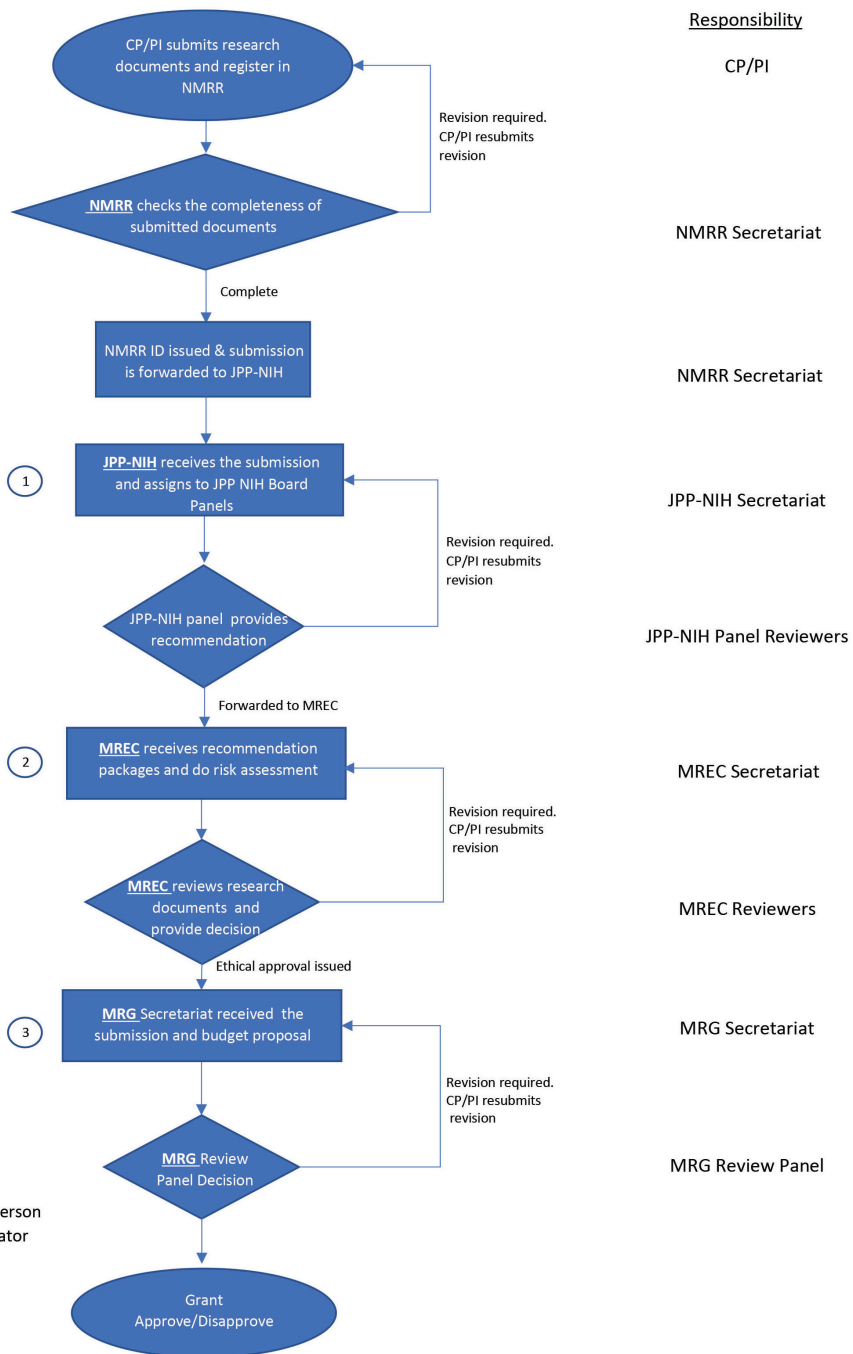 Responsibility
CP/PI submits research
documents and register in
NMRR
CP/PI
Revision required.
CP/PI resubmits
revision
NMRR checks the completeness of
submitted documents
NMRR Secretariat
Complete
NMRR ID issued & submission
is forwarded to JPP-NIH
NMRR Secretariat
1
JPP-NIH receives the submission
and assigns to JPP NIH Board
Panels
JPP-NIH Secretariat
Revision required.
CP/PI resubmits
revision
JPP-NIH panel provides
recommendation
JPP-NIH Panel Reviewers
Forwarded to MREC
2
MREC receives recommendation
packages and do risk assessment
MREC Secretariat
Revision required.
CP/PI resubmits
revision
MREC reviews research
documents and
provide decision
MREC Reviewers
Ethical approval issued
3
MRG Secretariat received the
submission and budget proposal
MRG Secretariat
Revision required.
CP/PI resubmits
revision
MRG Review
Panel Decision
MRG Review Panel
erson
ator
Grant
Approve/Disapprove